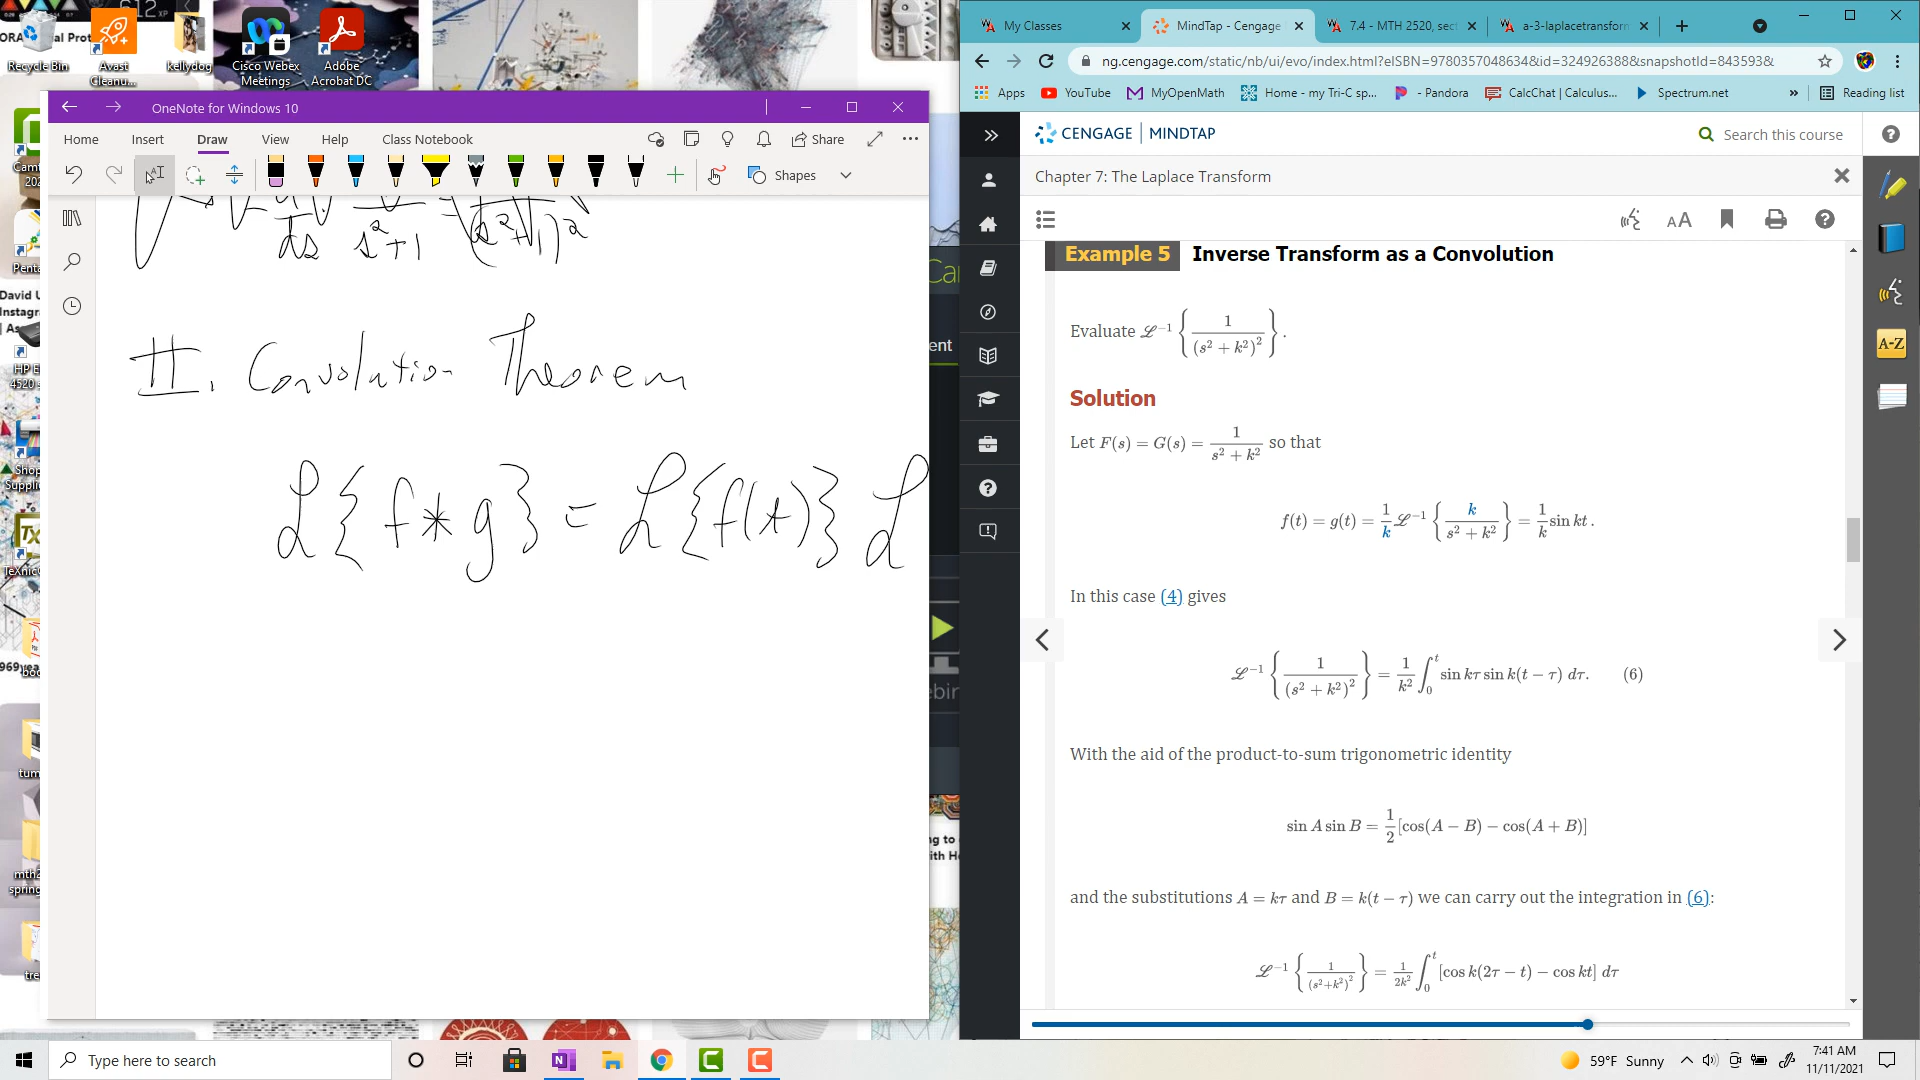 Recycle Bin
Avast Cleanu...
kellydog
Cisco Webex Meetings
Adobe Acrobat DC
OneNote for Windows 10
Home Insert Draw View Help Class Notebook Share
Shapes
ds s²+1 (s²+1)²
II. Convolution Theorem
ℒ{f*g} = ℒ{f(t)} ℒ
My Classes
MindTap - Cengage
7.4 - MTH 2520, sect
a-3-laplacetransform
ng.cengage.com/static/nb/ui/evo/index.html?eISBN=9780357048634&id=324926388&snapshotId=843593&
Apps YouTube MyOpenMath Home - my Tri-C sp... - Pandora CalcChat | Calculus... Spectrum.net » Reading list
CENGAGE | MINDTAP
Search this course
Chapter 7: The Laplace Transform
AA
A-Z
Example 5 Inverse Transform as a Convolution
Evaluate ℒ⁻¹ {1/(s² + k²)²}.
Solution
Let F(s) = G(s) = 1/(s² + k²) so that
f(t) = g(t) = 1/k ℒ⁻¹ {k/(s² + k²)} = 1/k sin kt.
In this case (4) gives
ℒ⁻¹ {1/(s² + k²)²} = 1/k² ∫₀ᵗ sin kτ sin k(t − τ) dτ. (6)
With the aid of the product-to-sum trigonometric identity
sin A sin B = 1/2 [cos(A − B) − cos(A + B)]
and the substitutions A = kτ and B = k(t − τ) we can carry out the integration in (6):
ℒ⁻¹ {1/(s²+k²)²} = 1/2k² ∫₀ᵗ [cos k(2τ − t) − cos kt] dτ
Type here to search
59°F Sunny
7:41 AM
11/11/2021